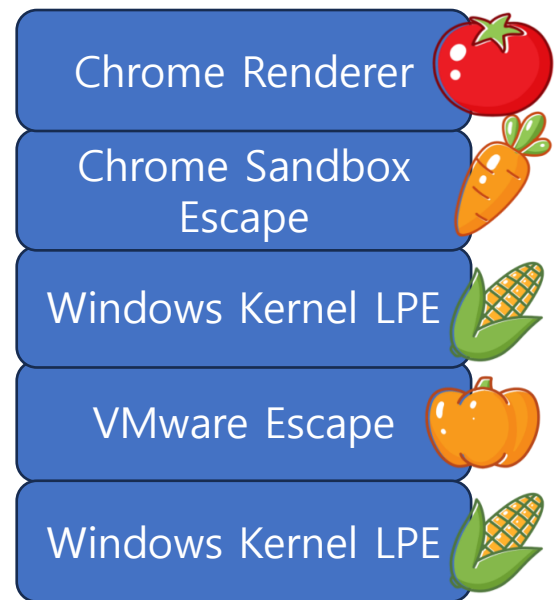 Chrome Renderer
Chrome Sandbox
Escape
Windows Kernel LPE
VMware Escape
Windows Kernel LPE